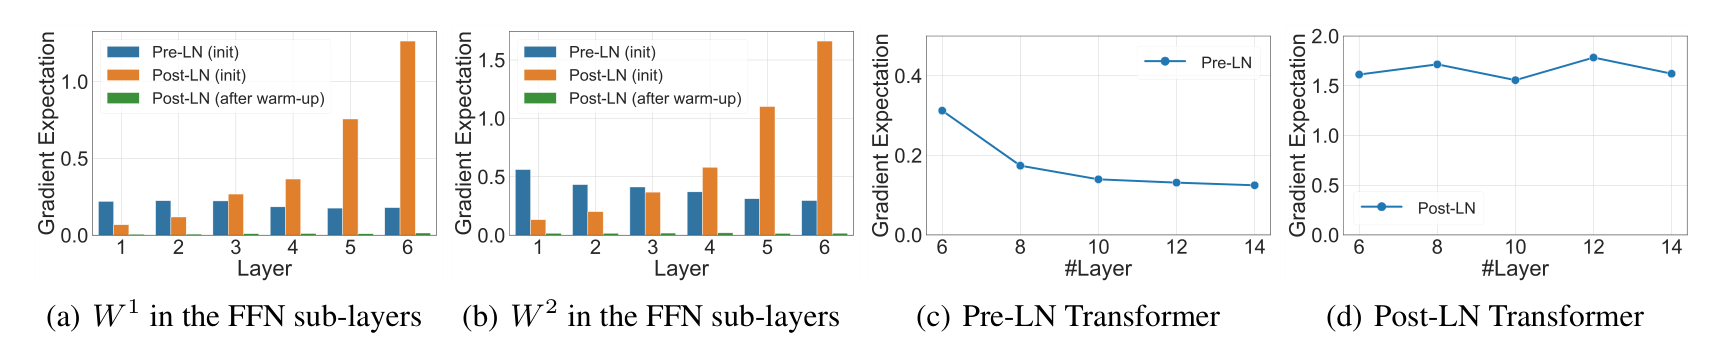 Gradient Expectation
1.0
0.5
0.0
Pre-LN (init)
Post-LN (init)
Post-LN (after warm-up)
1 2 3 4 5 6
Layer
(a) W¹ in the FFN sub-layers
Gradient Expectation
1.5
1.0
0.5
0.0
Pre-LN (init)
Post-LN (init)
Post-LN (after warm-up)
1 2 3 4 5 6
Layer
(b) W² in the FFN sub-layers
Gradient Expectation
0.4
0.2
0.0
Pre-LN
6 8 10 12 14
#Layer
(c) Pre-LN Transformer
Gradient Expectation
2.0
1.5
1.0
0.5
0.0
Post-LN
6 8 10 12 14
#Layer
(d) Post-LN Transformer